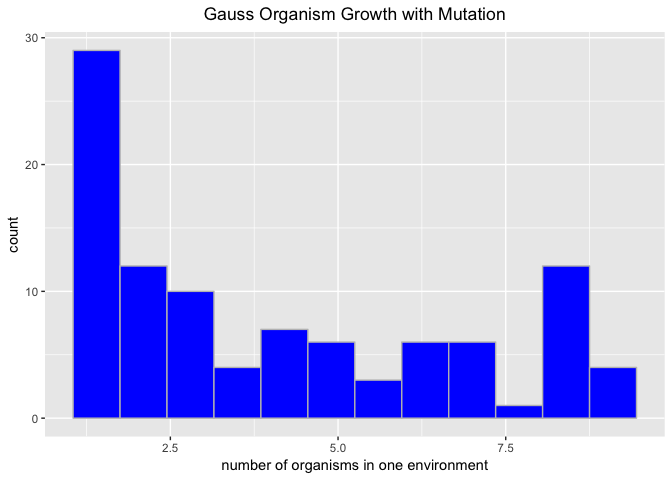 Gauss Organism Growth with Mutation
30
20
10
0
count
2.5 5.0 7.5
number of organisms in one environment